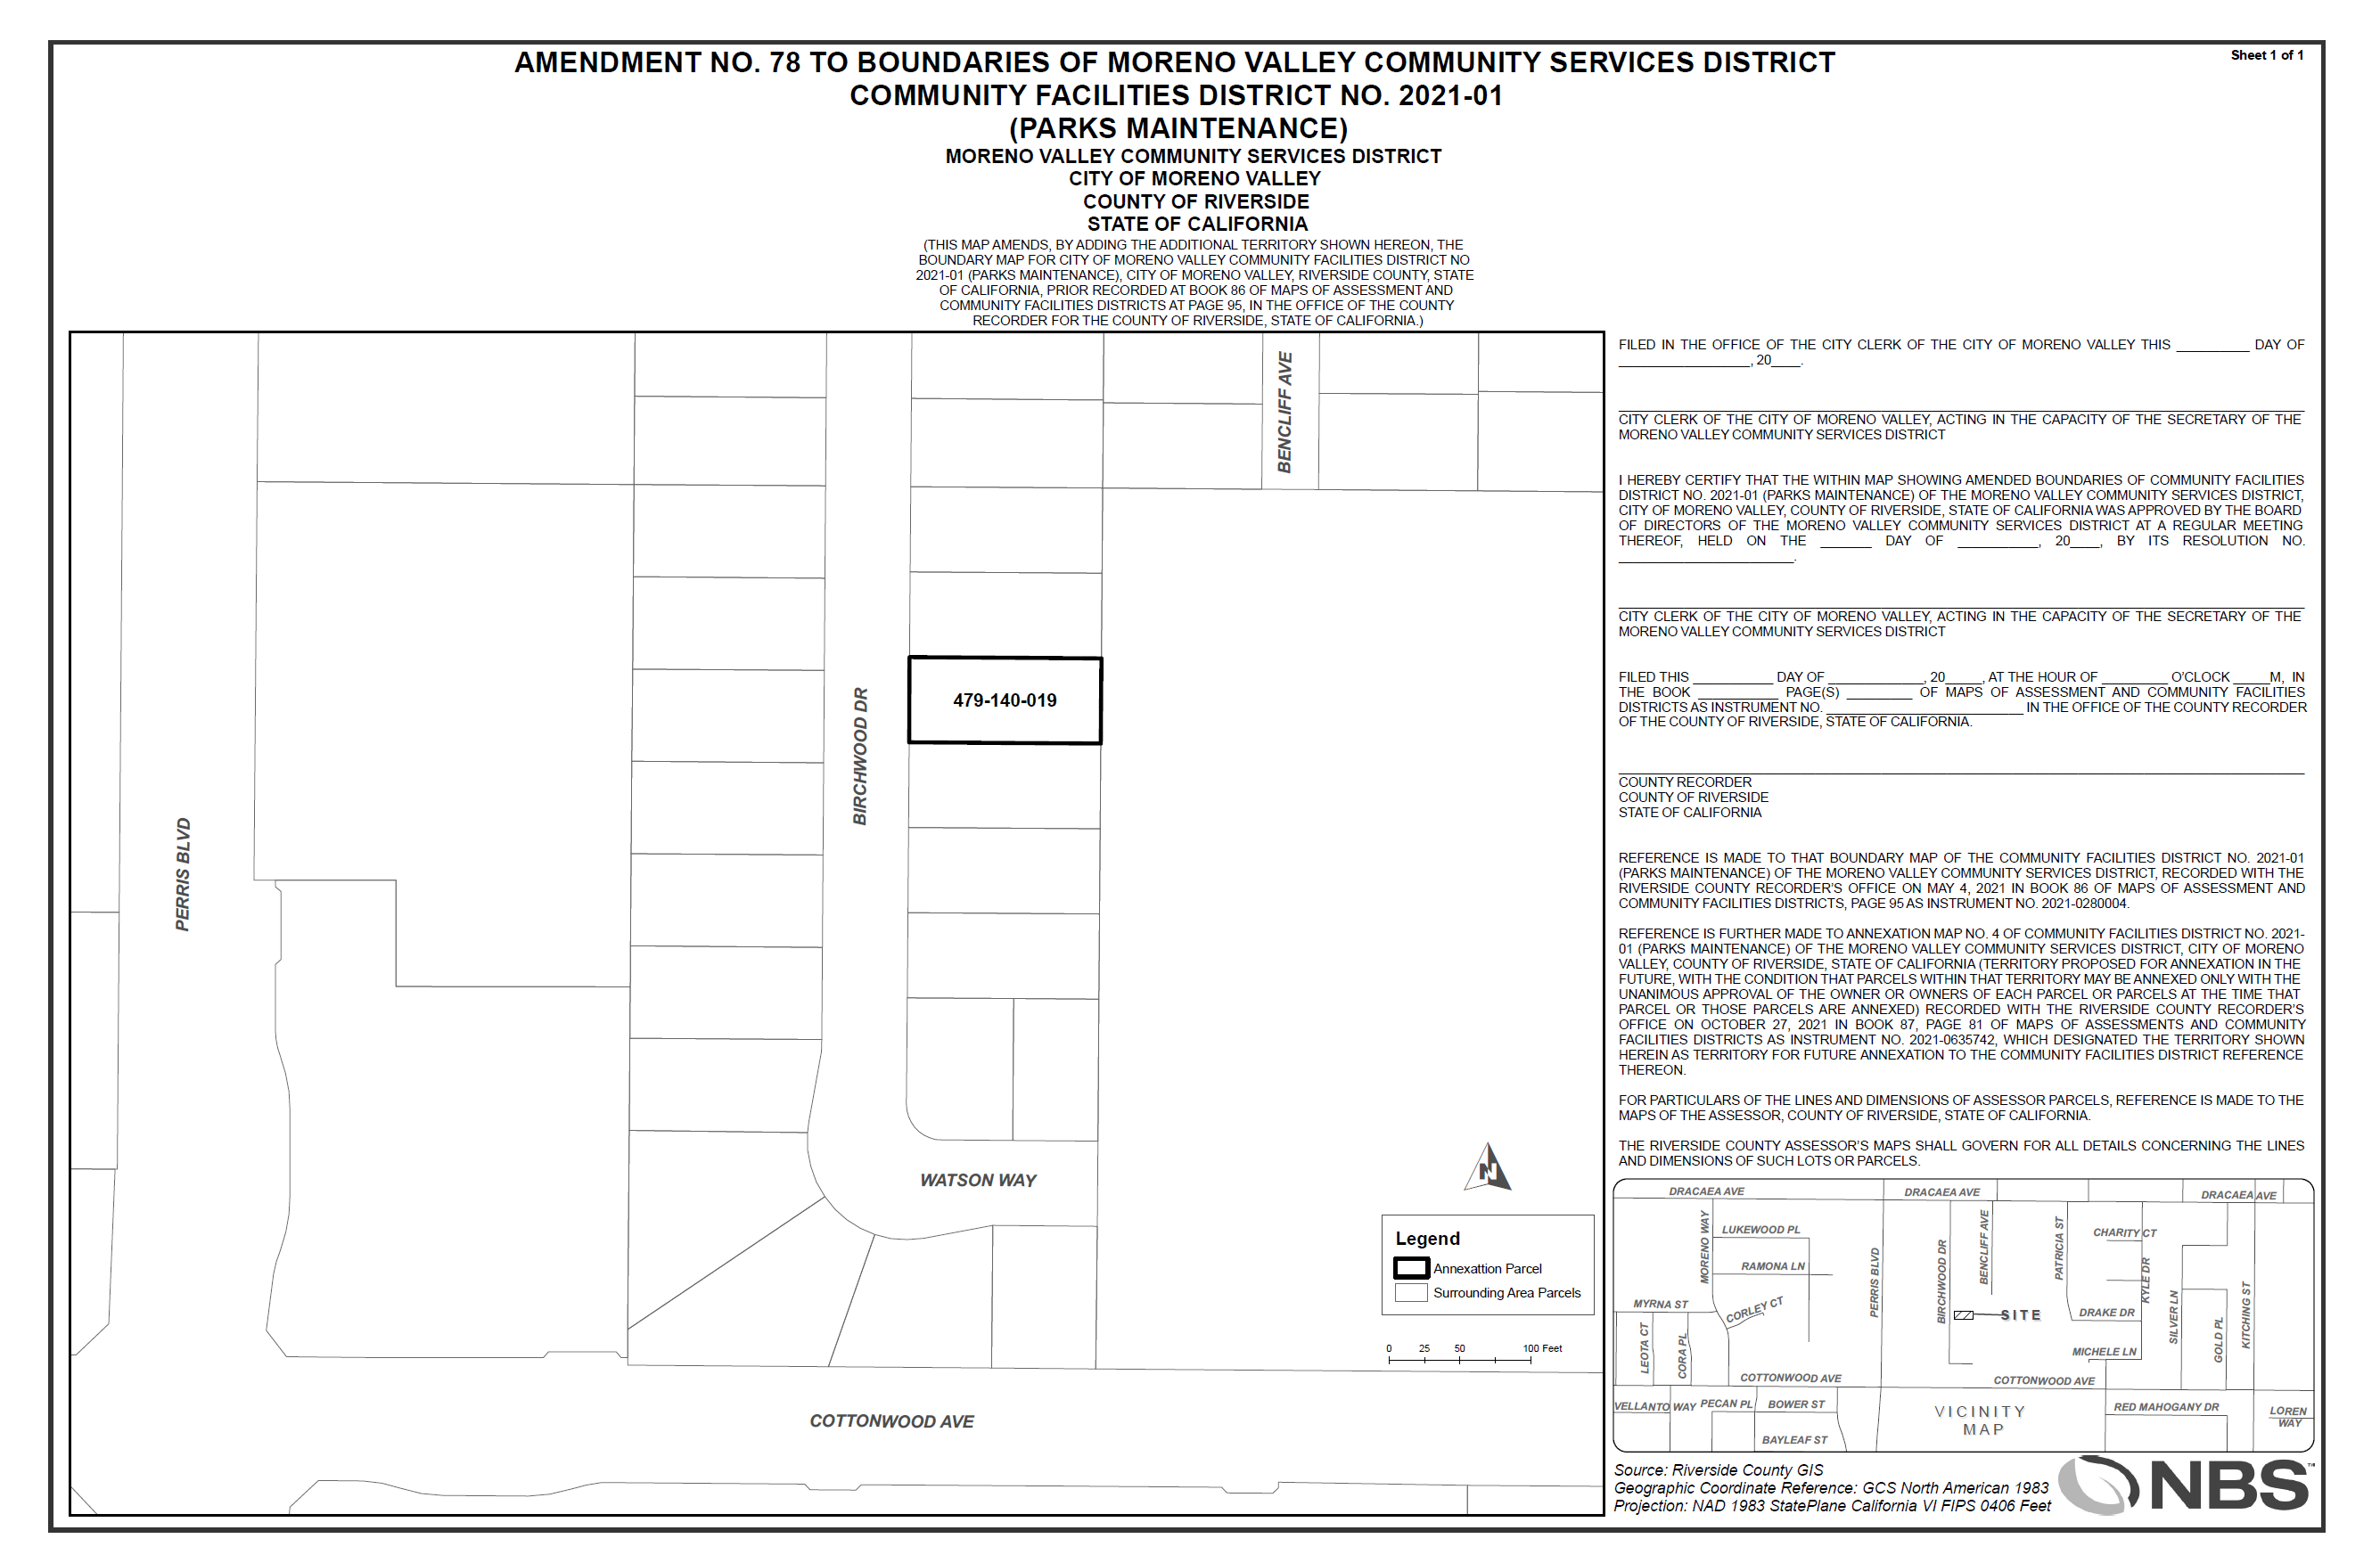 Sheet 1 of 1
AMENDMENT NO. 78 TO BOUNDARIES OF MORENO VALLEY COMMUNITY SERVICES DISTRICT
COMMUNITY FACILITIES DISTRICT NO. 2021-01
(PARKS MAINTENANCE)
MORENO VALLEY COMMUNITY SERVICES DISTRICT
CITY OF MORENO VALLEY
COUNTY OF RIVERSIDE
STATE OF CALIFORNIA
(THIS MAP AMENDS, BY ADDING THE ADDITIONAL TERRITORY SHOWN HEREON, THE
BOUNDARY MAP FOR CITY OF MORENO VALLEY COMMUNITY FACILITIES DISTRICT NO
2021-01 (PARKS MAINTENANCE), CITY OF MORENO VALLEY, RIVERSIDE COUNTY, STATE
OF CALIFORNIA, PRIOR RECORDED AT BOOK 86 OF MAPS OF ASSESSMENT AND
COMMUNITY FACILITIES DISTRICTS AT PAGE 95, IN THE OFFICE OF THE COUNTY
RECORDER FOR THE COUNTY OF RIVERSIDE, STATE OF CALIFORNIA.)
BENCLIFF AVE
479-140-019
BIRCHWOOD DR
PERRIS BLVD
WATSON WAY
COTTONWOOD AVE
N
Legend
Annexattion Parcel
Surrounding Area Parcels
0 25 50 100 Feet
FILED IN THE OFFICE OF THE CITY CLERK OF THE CITY OF MORENO VALLEY THIS __________ DAY OF
__________________, 20____.
CITY CLERK OF THE CITY OF MORENO VALLEY, ACTING IN THE CAPACITY OF THE SECRETARY OF THE
MORENO VALLEY COMMUNITY SERVICES DISTRICT
I HEREBY CERTIFY THAT THE WITHIN MAP SHOWING AMENDED BOUNDARIES OF COMMUNITY FACILITIES
DISTRICT NO. 2021-01 (PARKS MAINTENANCE) OF THE MORENO VALLEY COMMUNITY SERVICES DISTRICT,
CITY OF MORENO VALLEY, COUNTY OF RIVERSIDE, STATE OF CALIFORNIA WAS APPROVED BY THE BOARD
OF DIRECTORS OF THE MORENO VALLEY COMMUNITY SERVICES DISTRICT AT A REGULAR MEETING
THEREOF, HELD ON THE _______ DAY OF ___________, 20____, BY ITS RESOLUTION NO.
________________________.
CITY CLERK OF THE CITY OF MORENO VALLEY, ACTING IN THE CAPACITY OF THE SECRETARY OF THE
MORENO VALLEY COMMUNITY SERVICES DISTRICT
FILED THIS ___________ DAY OF _____________, 20_____, AT THE HOUR OF _________ O'CLOCK _____M, IN
THE BOOK ___________ PAGE(S) _________ OF MAPS OF ASSESSMENT AND COMMUNITY FACILITIES
DISTRICTS AS INSTRUMENT NO. ___________________________ IN THE OFFICE OF THE COUNTY RECORDER
OF THE COUNTY OF RIVERSIDE, STATE OF CALIFORNIA.
COUNTY RECORDER
COUNTY OF RIVERSIDE
STATE OF CALIFORNIA
REFERENCE IS MADE TO THAT BOUNDARY MAP OF THE COMMUNITY FACILITIES DISTRICT NO. 2021-01
(PARKS MAINTENANCE) OF THE MORENO VALLEY COMMUNITY SERVICES DISTRICT, RECORDED WITH THE
RIVERSIDE COUNTY RECORDER'S OFFICE ON MAY 4, 2021 IN BOOK 86 OF MAPS OF ASSESSMENT AND
COMMUNITY FACILITIES DISTRICTS, PAGE 95 AS INSTRUMENT NO. 2021-0280004.
REFERENCE IS FURTHER MADE TO ANNEXATION MAP NO. 4 OF COMMUNITY FACILITIES DISTRICT NO. 2021-
01 (PARKS MAINTENANCE) OF THE MORENO VALLEY COMMUNITY SERVICES DISTRICT, CITY OF MORENO
VALLEY, COUNTY OF RIVERSIDE, STATE OF CALIFORNIA (TERRITORY PROPOSED FOR ANNEXATION IN THE
FUTURE, WITH THE CONDITION THAT PARCELS WITHIN THAT TERRITORY MAY BE ANNEXED ONLY WITH THE
UNANIMOUS APPROVAL OF THE OWNER OR OWNERS OF EACH PARCEL OR PARCELS AT THE TIME THAT
PARCEL OR THOSE PARCELS ARE ANNEXED) RECORDED WITH THE RIVERSIDE COUNTY RECORDER'S
OFFICE ON OCTOBER 27, 2021 IN BOOK 87, PAGE 81 OF MAPS OF ASSESSMENTS AND COMMUNITY
FACILITIES DISTRICTS AS INSTRUMENT NO. 2021-0635742, WHICH DESIGNATED THE TERRITORY SHOWN
HEREIN AS TERRITORY FOR FUTURE ANNEXATION TO THE COMMUNITY FACILITIES DISTRICT REFERENCE
THEREON.
FOR PARTICULARS OF THE LINES AND DIMENSIONS OF ASSESSOR PARCELS, REFERENCE IS MADE TO THE
MAPS OF THE ASSESSOR, COUNTY OF RIVERSIDE, STATE OF CALIFORNIA.
THE RIVERSIDE COUNTY ASSESSOR'S MAPS SHALL GOVERN FOR ALL DETAILS CONCERNING THE LINES
AND DIMENSIONS OF SUCH LOTS OR PARCELS.
DRACAEA AVE
DRACAEA AVE
DRACAEA AVE
MORENO WAY
LUKEWOOD PL
RAMONA LN
CORLEY CT
MYRNA ST
LEOTA CT
CORA PL
PERRIS BLVD
BIRCHWOOD DR
BENCLIFF AVE
PATRICIA ST
CHARITY CT
KYLE DR
SITE
DRAKE DR
MICHELE LN
SILVER LN
GOLD PL
KITCHING ST
COTTONWOOD AVE
COTTONWOOD AVE
VELLANTO WAY
PECAN PL
BOWER ST
BAYLEAF ST
VICINITY
MAP
RED MAHOGANY DR
LOREN
WAY
Source: Riverside County GIS
Geographic Coordinate Reference: GCS North American 1983
Projection: NAD 1983 StatePlane California VI FIPS 0406 Feet
NBS™